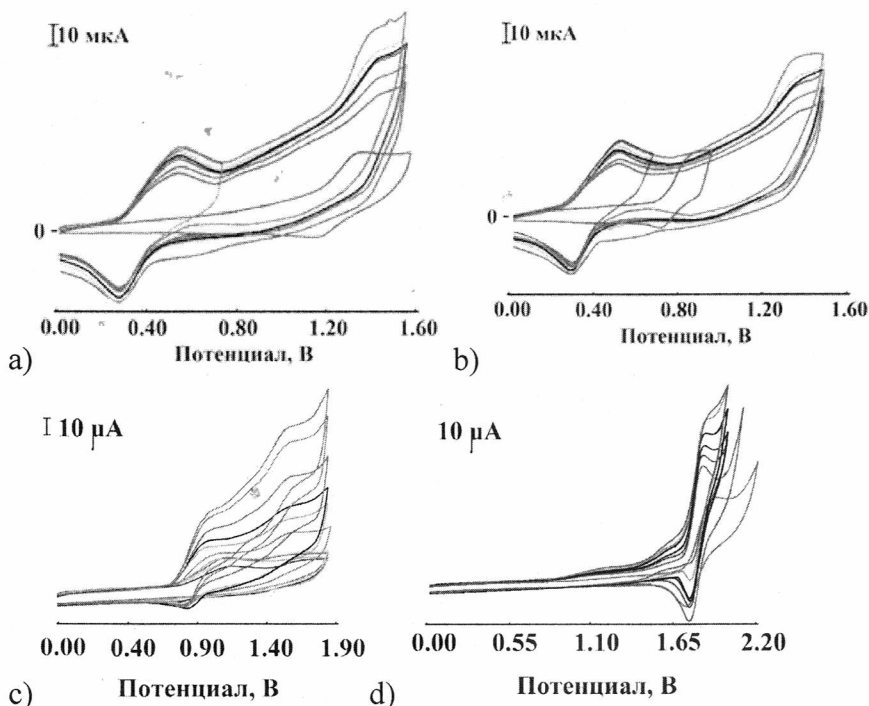 10 мкА
0 -
0.00 0.40 0.80 1.20 1.60
Потенциал, В
a)
10 мкА
0 -
0.00 0.40 0.80 1.20 1.60
Потенциал, В
b)
10 µA
0.00 0.40 0.90 1.40 1.90
Потенциал, В
c)
10 µA
0.00 0.55 1.10 1.65 2.20
Потенциал, В
d)